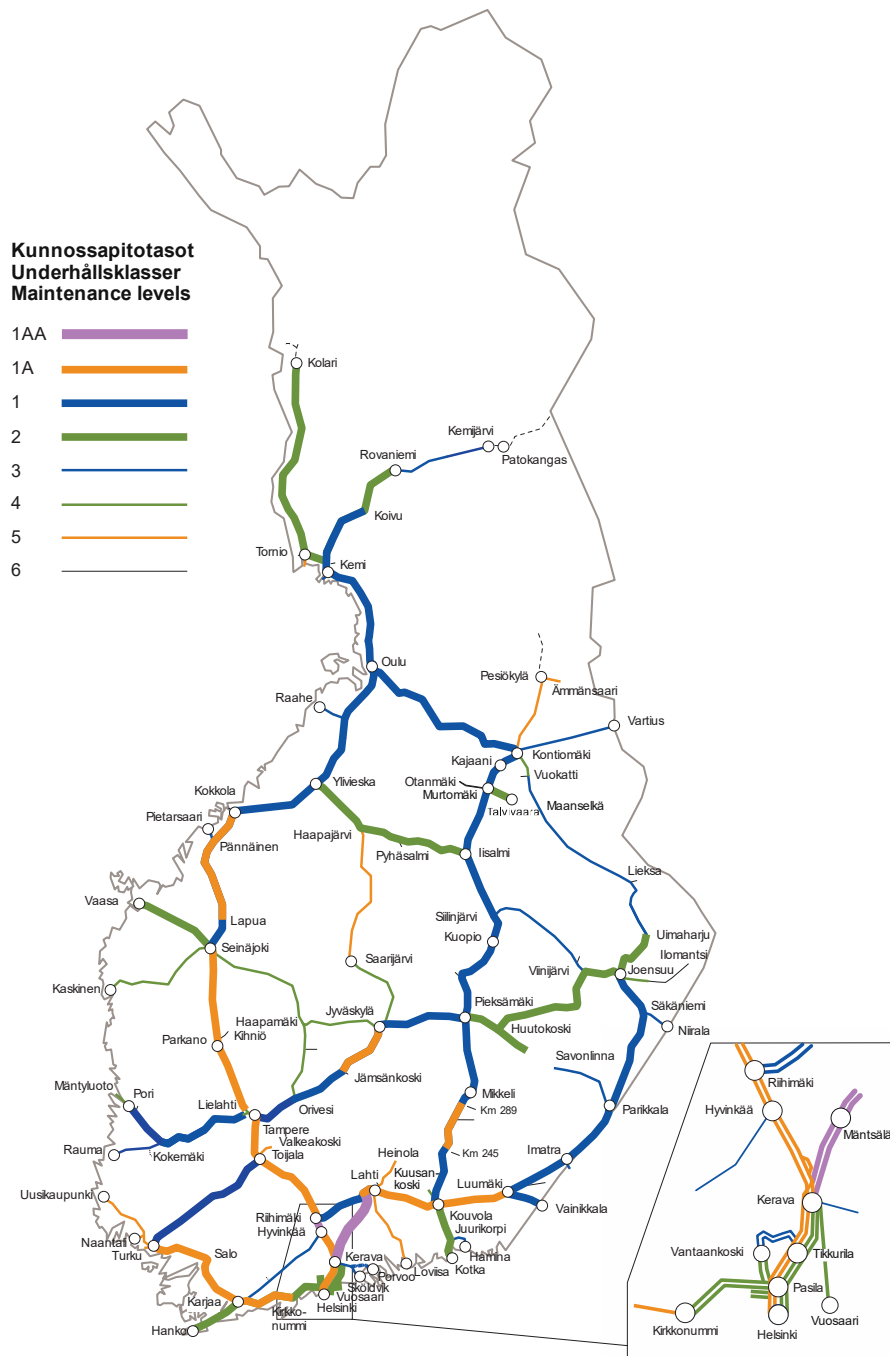 Kunnossapitotasot
Underhållsklasser
Maintenance levels
1AA
1A
1
2
3
4
5
6
Kolari
Kemijärvi
Rovaniemi
Patokangas
Koivu
Tornio
Kemi
Oulu
Pesiökylä
Ämmänsaari
Raahe
Vartius
Kontiomäki
Kajaani
Vuokatti
Ylivieska
Otanmäki
Murtomäki
Talvivaara
Maanselkä
Kokkola
Pietarsaari
Pännäinen
Haapajärvi
Pyhäsalmi
Iisalmi
Lieksa
Vaasa
Lapua
Siilinjärvi
Seinäjoki
Kuopio
Uimaharju
Ilomantsi
Saarijärvi
Viinijärvi
Joensuu
Kaskinen
Jyväskylä
Pieksämäki
Säkäniemi
Haapamäki
Huutokoski
Niirala
Parkano
Kihniö
Savonlinna
Jämsänkoski
Mäntyluoto
Pori
Mikkeli
Lielahti
Orivesi
Km 289
Parikkala
Tampere
Valkeakoski
Rauma
Kokemäki
Toijala
Heinola
Km 245
Imatra
Lahti
Kuusan-
koski
Luumäki
Uusikaupunki
Vainikkala
Riihimäki
Hyvinkää
Kouvola
Juurikorpi
Naantali
Turku
Salo
Kerava
Hamina
Porvoo
Loviisa
Kotka
Sköldvik
Karjaa
Vuosaari
Kirkko-
nummi
Helsinki
Hanko
Riihimäki
Hyvinkää
Mäntsälä
Kerava
Vantaankoski
Tikkurila
Pasila
Kirkkonummi
Helsinki
Vuosaari